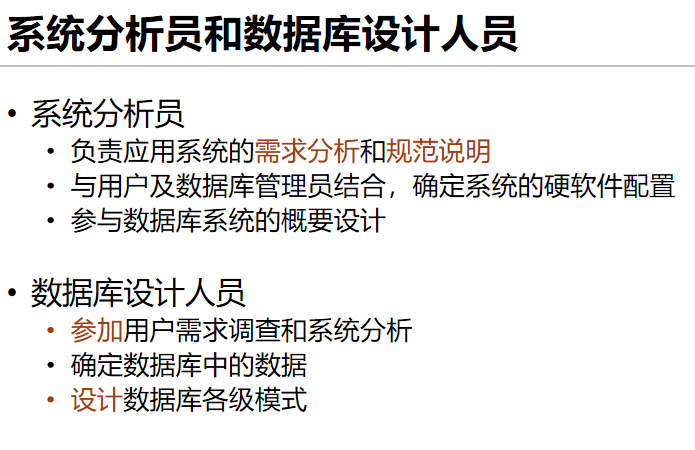 系统分析员和数据库设计人员
• 系统分析员
• 负责应用系统的需求分析和规范说明
• 与用户及数据库管理员结合，确定系统的硬软件配置
• 参与数据库系统的概要设计
• 数据库设计人员
• 参加用户需求调查和系统分析
• 确定数据库中的数据
• 设计数据库各级模式